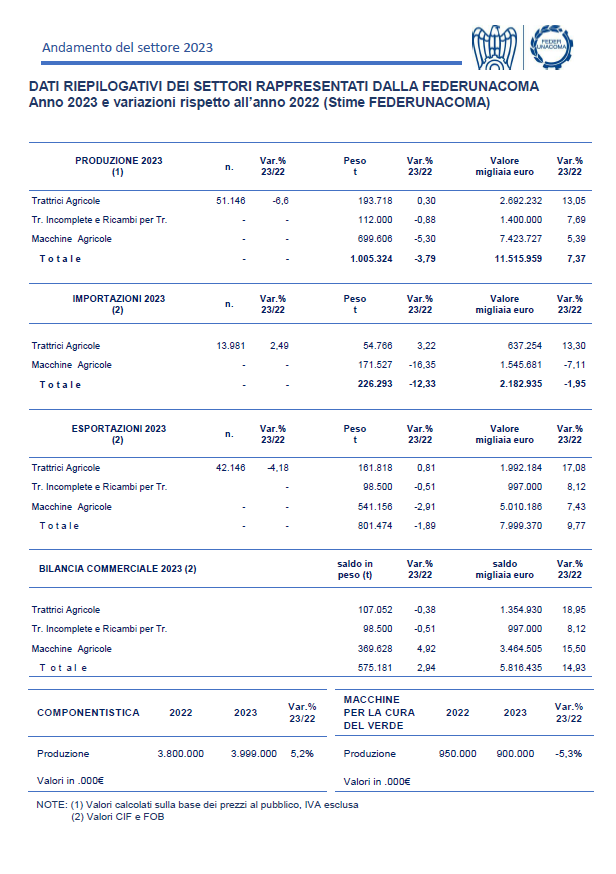 Andamento del settore 2023
FEDER
UNACOMA
DATI RIEPILOGATIVI DEI SETTORI RAPPRESENTATI DALLA FEDERUNACOMA
Anno 2023 e variazioni rispetto all'anno 2022 (Stime FEDERUNACOMA)
PRODUZIONE 2023 (1) n. Var.% 23/22 Peso t Var.% 23/22 Valore migliaia euro Var.% 23/22
Trattrici Agricole 51.146 -6,6 193.718 0,30 2.692.232 13,05
Tr. Incomplete e Ricambi per Tr. - - 112.000 -0,88 1.400.000 7,69
Macchine Agricole - - 699.606 -5,30 7.423.727 5,39
T o t a l e - - 1.005.324 -3,79 11.515.959 7,37
IMPORTAZIONI 2023 (2) n. Var.% 23/22 Peso t Var.% 23/22 Valore migliaia euro Var.% 23/22
Trattrici Agricole 13.981 2,49 54.766 3,22 637.254 13,30
Macchine Agricole - - 171.527 -16,35 1.545.681 -7,11
T o t a l e - - 226.293 -12,33 2.182.935 -1,95
ESPORTAZIONI 2023 (2) n. Var.% 23/22 Peso t Var.% 23/22 Valore migliaia euro Var.% 23/22
Trattrici Agricole 42.146 -4,18 161.818 0,81 1.992.184 17,08
Tr. Incomplete e Ricambi per Tr. - 98.500 -0,51 997.000 8,12
Macchine Agricole - - 541.156 -2,91 5.010.186 7,43
T o t a l e - - 801.474 -1,89 7.999.370 9,77
BILANCIA COMMERCIALE 2023 (2) saldo in peso (t) Var.% 23/22 saldo migliaia euro Var.% 23/22
Trattrici Agricole 107.052 -0,38 1.354.930 18,95
Tr. Incomplete e Ricambi per Tr. 98.500 -0,51 997.000 8,12
Macchine Agricole 369.628 4,92 3.464.505 15,50
T o t a l e 575.181 2,94 5.816.435 14,93
COMPONENTISTICA 2022 2023 Var.% 23/22
Produzione 3.800.000 3.999.000 5,2%
Valori in .000€
MACCHINE PER LA CURA DEL VERDE 2022 2023 Var.% 23/22
Produzione 950.000 900.000 -5,3%
Valori in .000€
NOTE: (1) Valori calcolati sulla base dei prezzi al pubblico, IVA esclusa
(2) Valori CIF e FOB